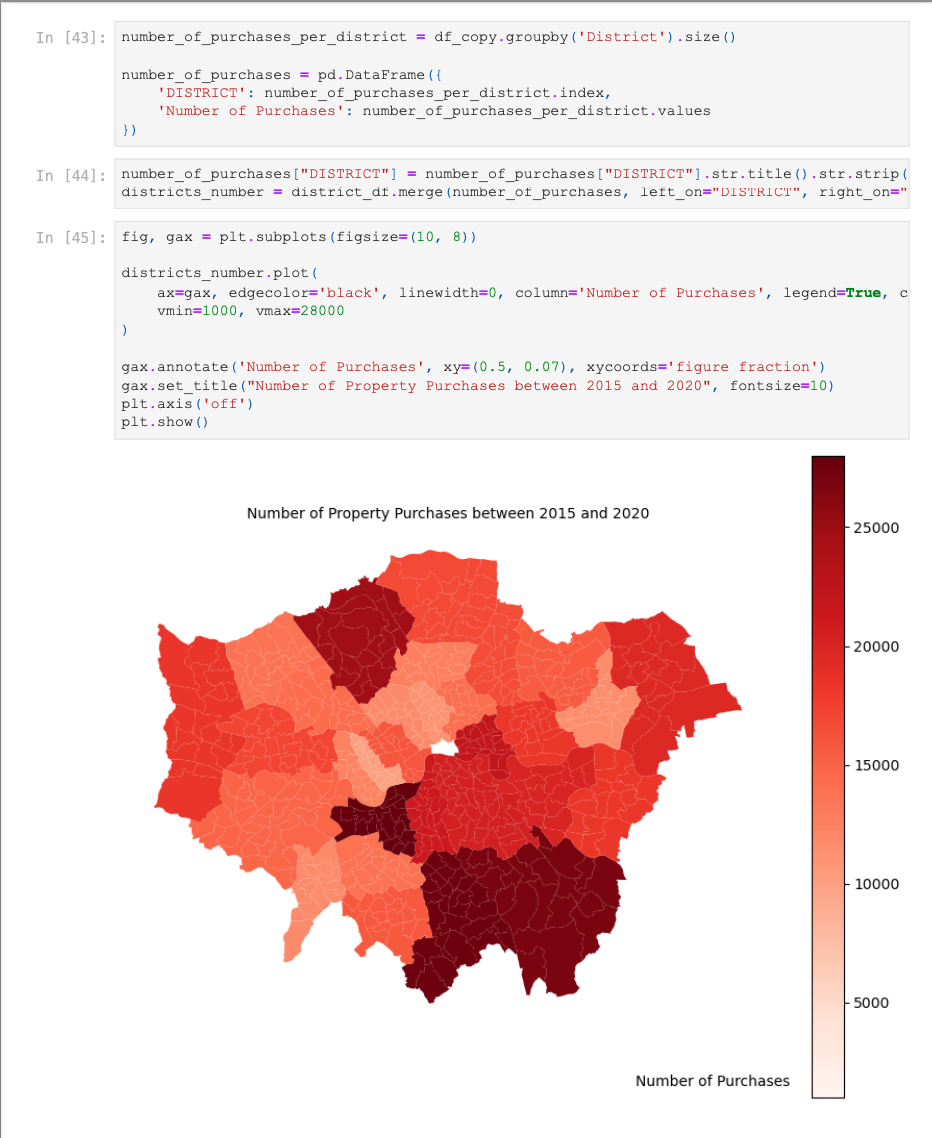 In [43]:
number_of_purchases_per_district = df_copy.groupby('District').size()
number_of_purchases = pd.DataFrame({
    'DISTRICT': number_of_purchases_per_district.index,
    'Number of Purchases': number_of_purchases_per_district.values
})
In [44]:
number_of_purchases["DISTRICT"] = number_of_purchases["DISTRICT"].str.title().str.strip(
districts_number = district_df.merge(number_of_purchases, left_on="DISTRICT", right_on="
In [45]:
fig, gax = plt.subplots(figsize=(10, 8))
districts_number.plot(
    ax=gax, edgecolor='black', linewidth=0, column='Number of Purchases', legend=True, c
    vmin=1000, vmax=28000
)
gax.annotate('Number of Purchases', xy=(0.5, 0.07), xycoords='figure fraction')
gax.set_title("Number of Property Purchases between 2015 and 2020", fontsize=10)
plt.axis('off')
plt.show()
Number of Property Purchases between 2015 and 2020
25000
20000
15000
10000
5000
Number of Purchases